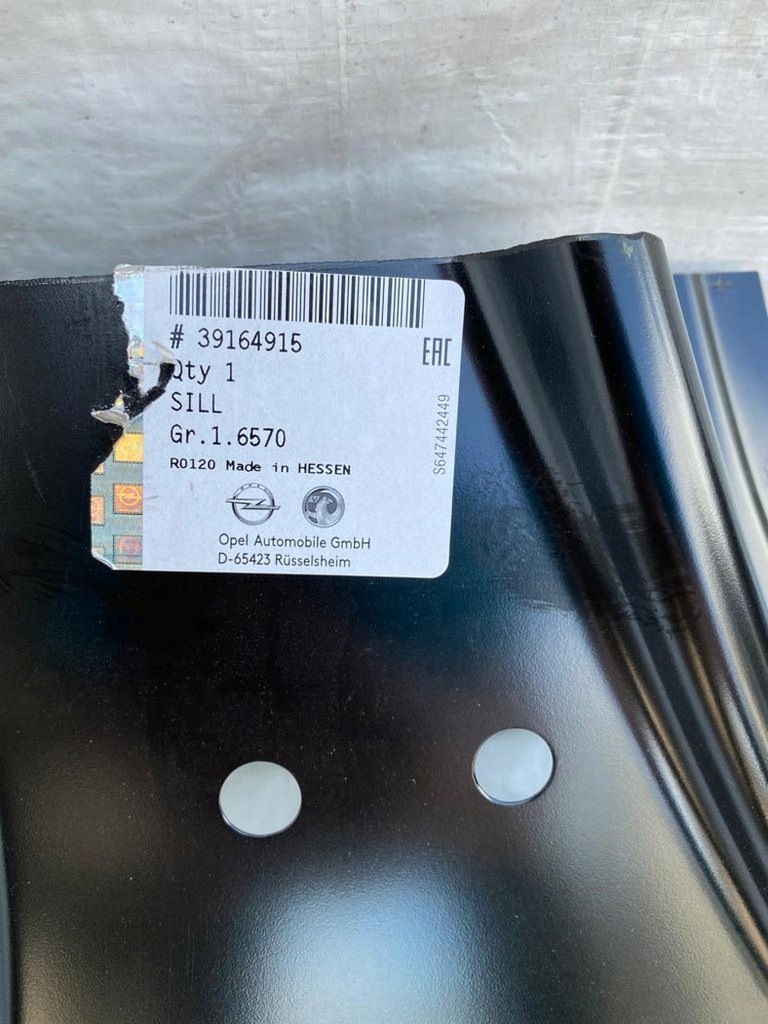 # 39164915
EAC
Qty 1
SILL
Gr.1.6570
S647442449
R0120 Made in HESSEN
Opel Automobile GmbH
D-65423 Rüsselsheim